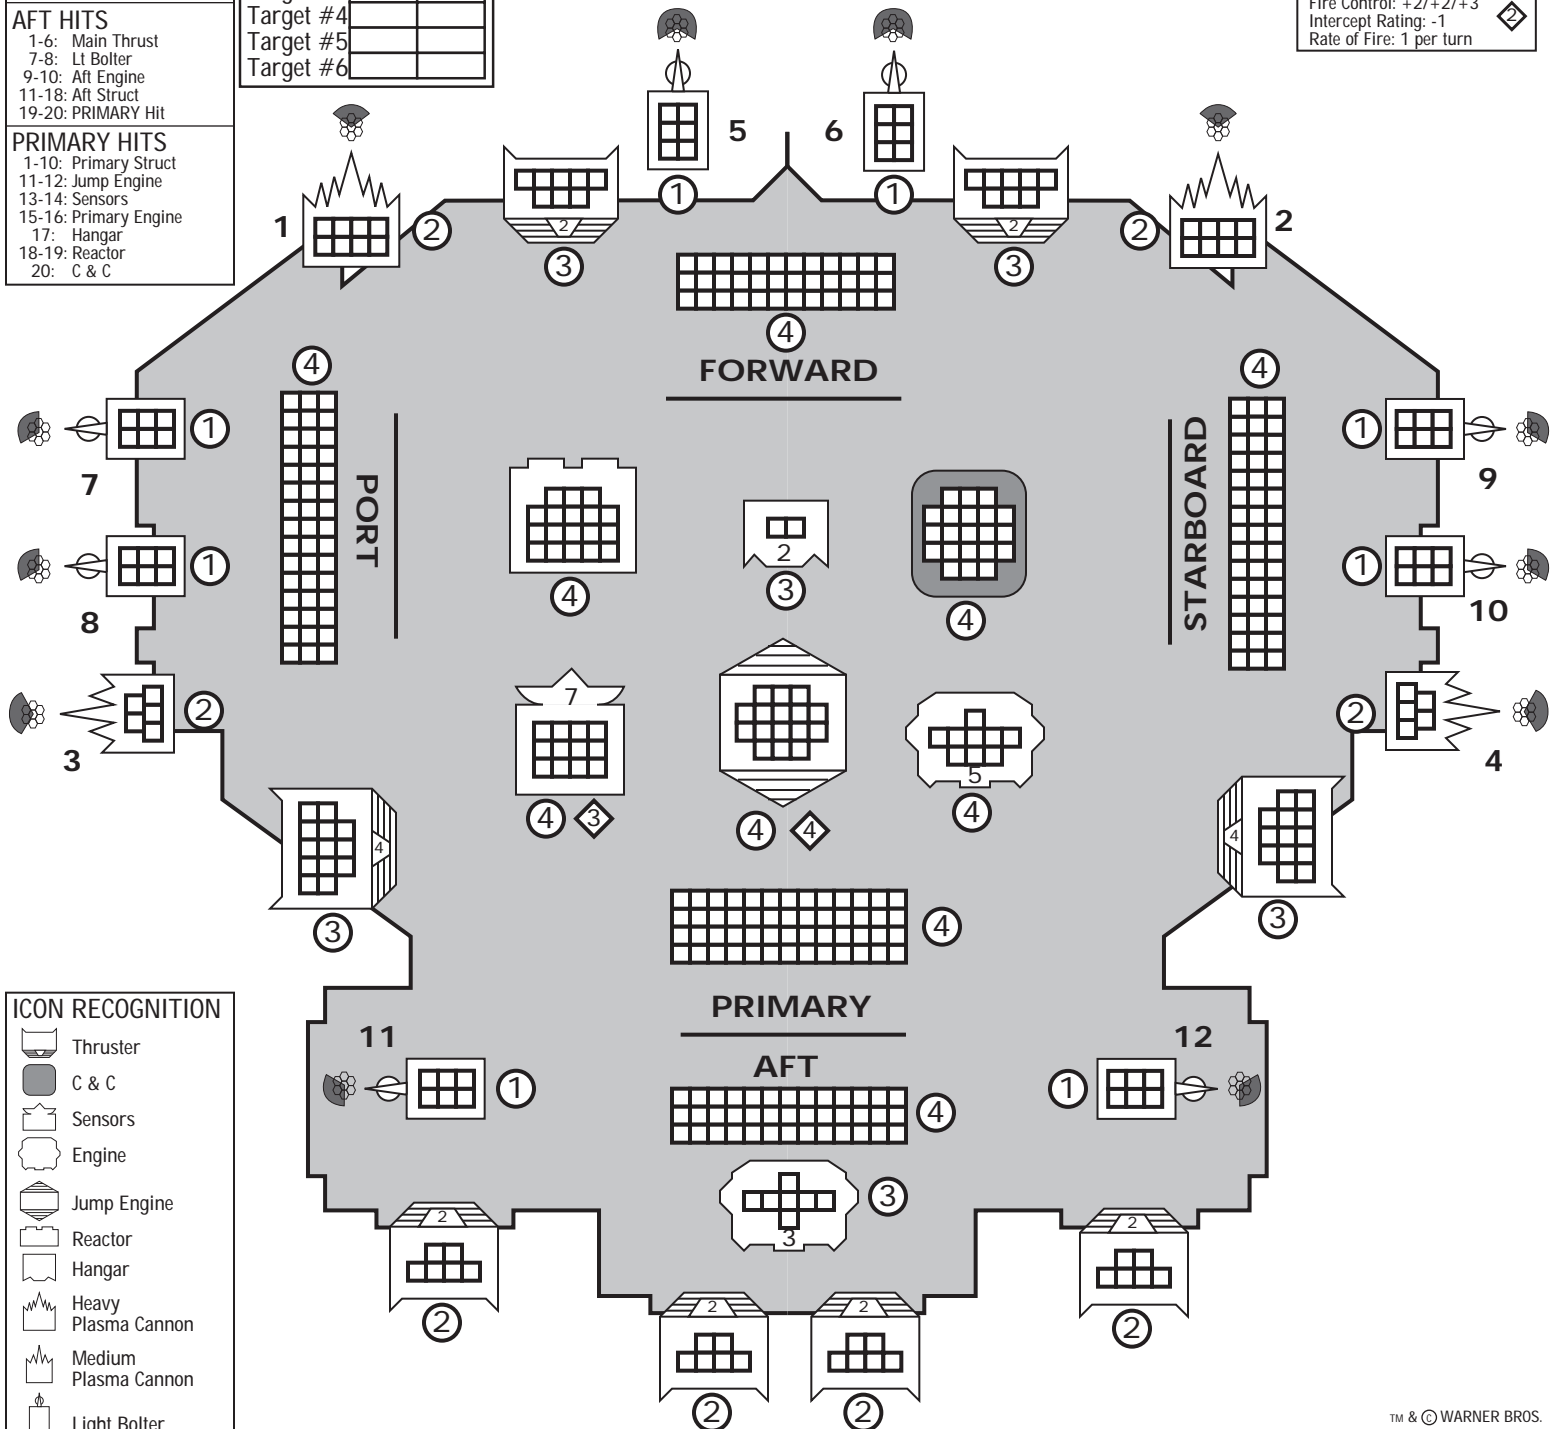 AFT HITS
1-6: Main Thrust
7-8: Lt Bolter
9-10: Aft Engine
11-18: Aft Struct
19-20: PRIMARY Hit
PRIMARY HITS
1-10: Primary Struct
11-12: Jump Engine
13-14: Sensors
15-16: Primary Engine
17: Hangar
18-19: Reactor
20: C & C
Target #4
Target #5
Target #6
Fire Control: +2/+2/+3
Intercept Rating: -1
Rate of Fire: 1 per turn
2
5
6
1
1
1
2
2
2
2
2
3
3
4
FORWARD
4
4
7
1
1
9
PORT
STARBOARD
8
1
1
10
4
2
3
4
3
2
2
4
7
5
4
3
4
4
4
4
4
3
3
4
PRIMARY
11
12
AFT
1
1
4
3
3
2
2
2
2
2
2
2
2
ICON RECOGNITION
Thruster
C & C
Sensors
Engine
Jump Engine
Reactor
Hangar
Heavy
Plasma Cannon
Medium
Plasma Cannon
Light Bolter
TM & © WARNER BROS.